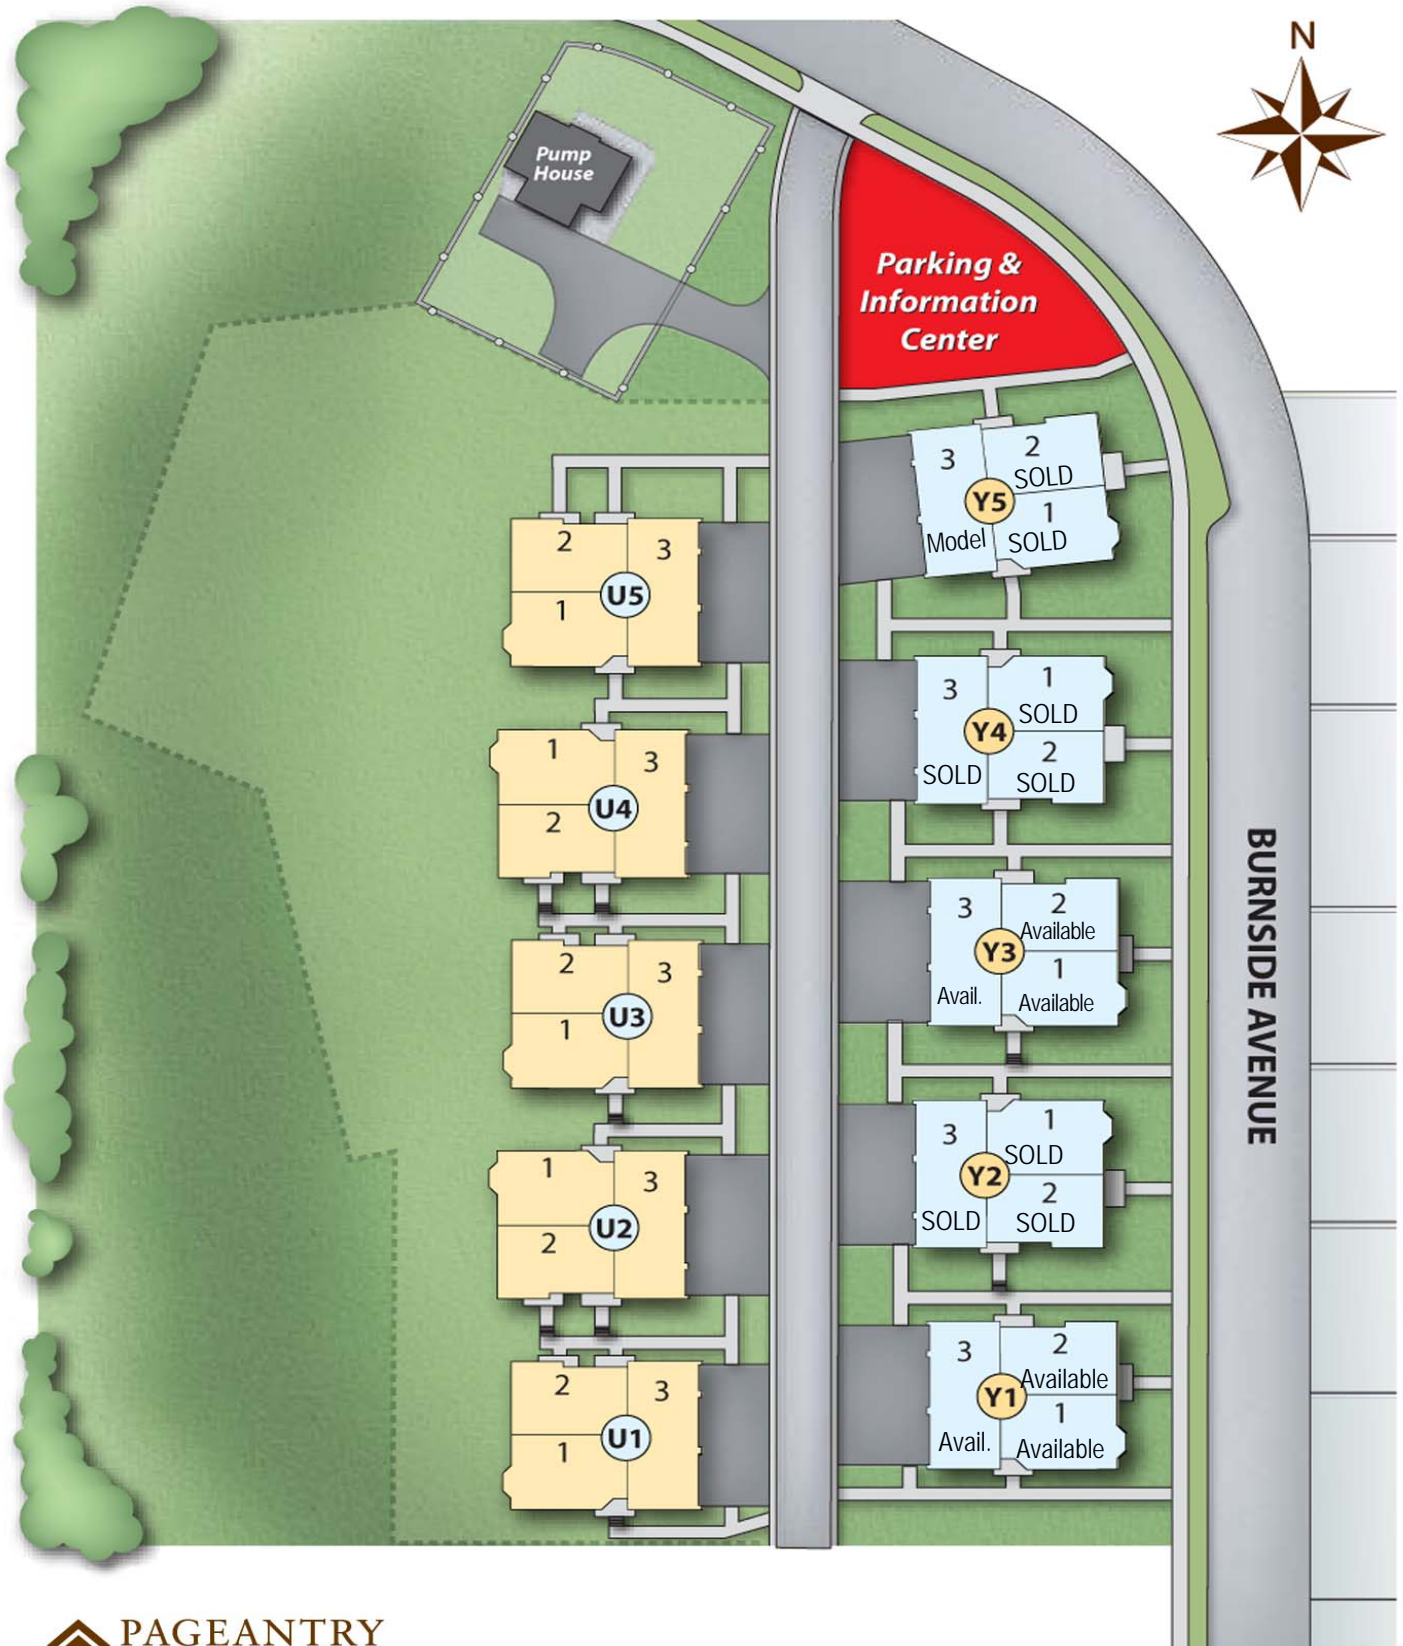 N
Pump
House
Parking &
Information
Center
3
2
SOLD
Y5
1
Model
SOLD
2
3
U5
1
3
1
SOLD
Y4
2
SOLD
SOLD
1
3
U4
2
3
2
Available
Y3
1
Avail.
Available
2
3
U3
1
BURNSIDE AVENUE
3
1
SOLD
Y2
2
SOLD
SOLD
1
3
U2
2
3
2
Available
Y1
1
Avail.
Available
2
3
U1
1
PAGEANTRY